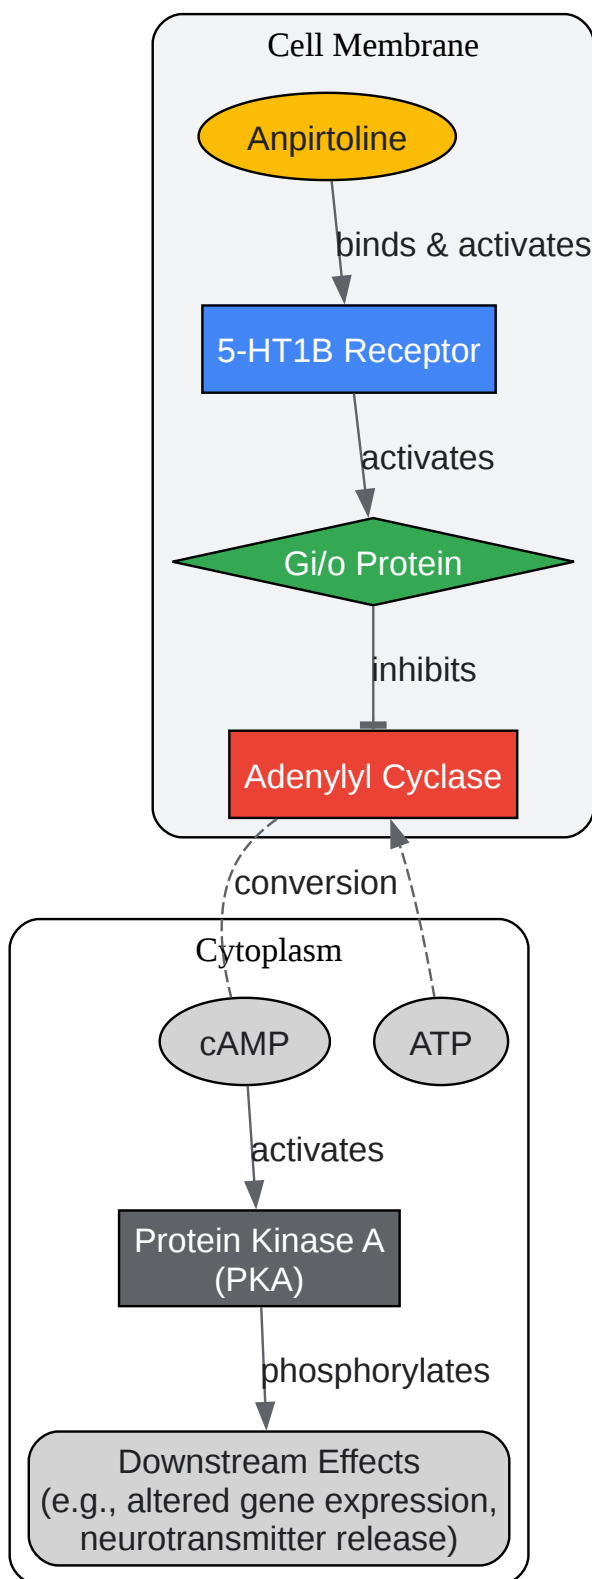 Cell Membrane
Anpirtoline
binds & activates
5-HT1B Receptor
activates
Gi/o Protein
inhibits
Adenylyl Cyclase
conversion
Cytoplasm
cAMP
ATP
activates
Protein Kinase A
(PKA)
phosphorylates
Downstream Effects
(e.g., altered gene expression,
neurotransmitter release)